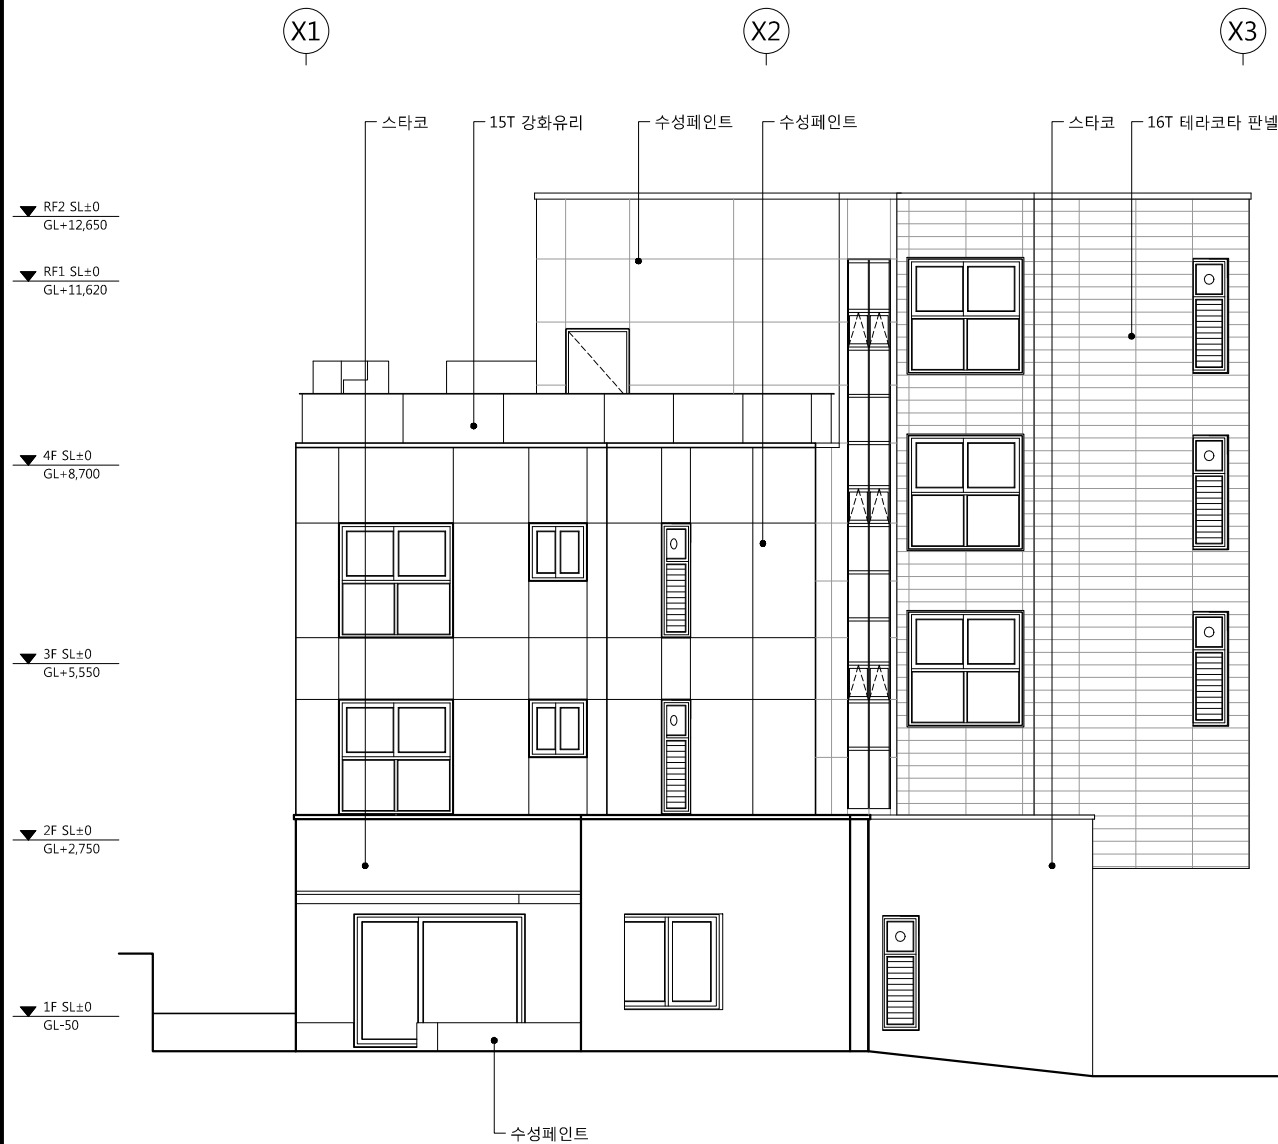 X1
X2
X3
스타코
15T 강화유리
수성페인트
수성페인트
스타코
16T 테라코타 판넬
RF2 SL±0
GL+12,650
RF1 SL±0
GL+11,620
4F SL±0
GL+8,700
3F SL±0
GL+5,550
2F SL±0
GL+2,750
1F SL±0
GL-50
수성페인트